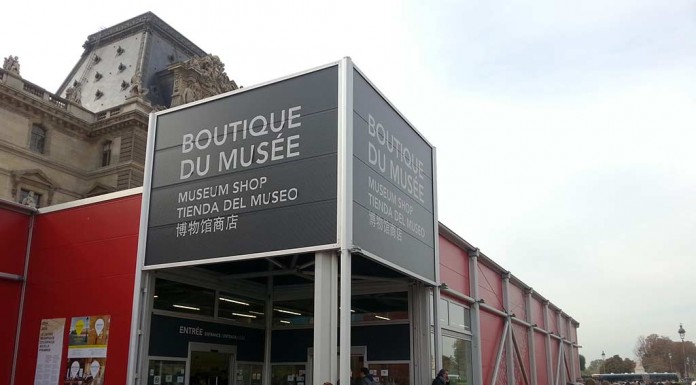 BOUTIQUE
DU MUSÉE
MUSEUM SHOP
TIENDA DEL MUSEO
博物馆商店
BOUTIQUE
DU MUSÉE
MUSEUM SHOP
TIENDA DEL MUSEO
博物馆商店
ENTRÉE